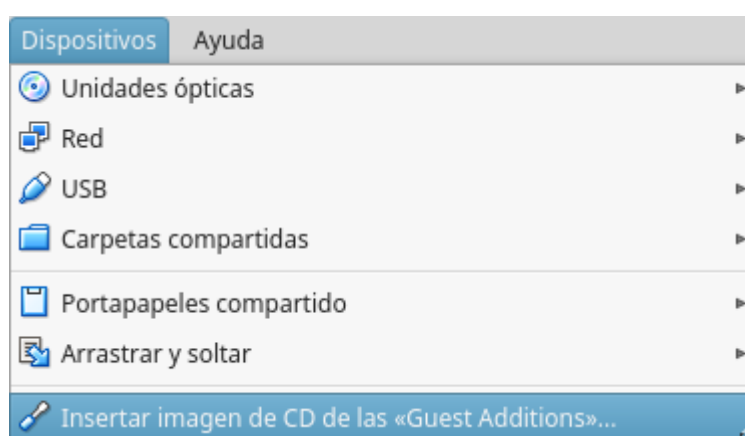 Dispositivos Ayuda
Unidades ópticas
Red
USB
Carpetas compartidas
Portapapeles compartido
Arrastrar y soltar
Insertar imagen de CD de las «Guest Additions»...